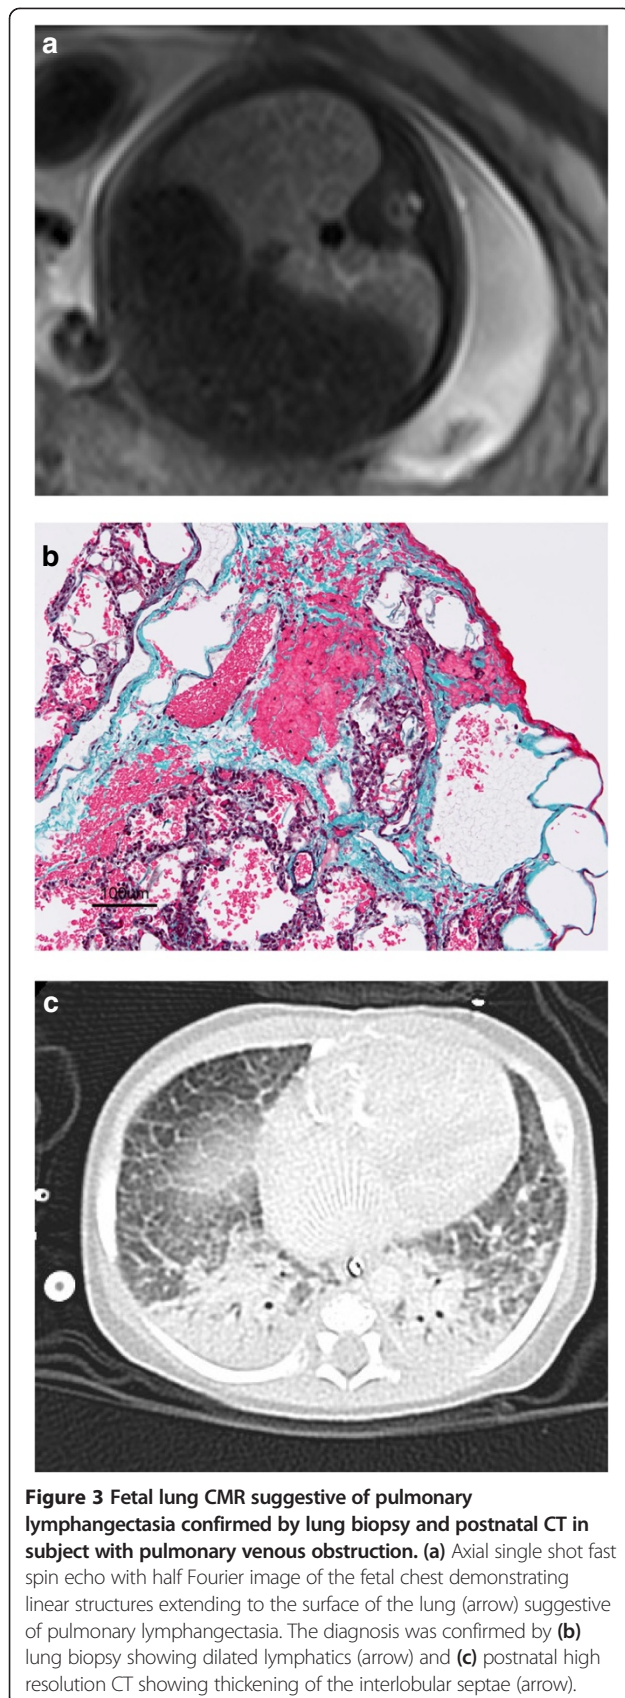 a
b
100um
c
Figure 3 Fetal lung CMR suggestive of pulmonary
lymphangectasia confirmed by lung biopsy and postnatal CT in
subject with pulmonary venous obstruction. (a) Axial single shot fast
spin echo with half Fourier image of the fetal chest demonstrating
linear structures extending to the surface of the lung (arrow) suggestive
of pulmonary lymphangectasia. The diagnosis was confirmed by (b)
lung biopsy showing dilated lymphatics (arrow) and (c) postnatal high
resolution CT showing thickening of the interlobular septae (arrow).